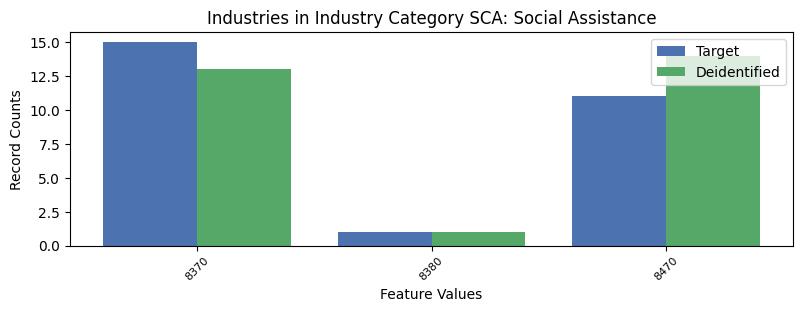 Industries in Industry Category SCA: Social Assistance
Target
Deidentified
15.0
12.5
10.0
7.5
5.0
2.5
0.0
Record Counts
8370
8380
8470
Feature Values